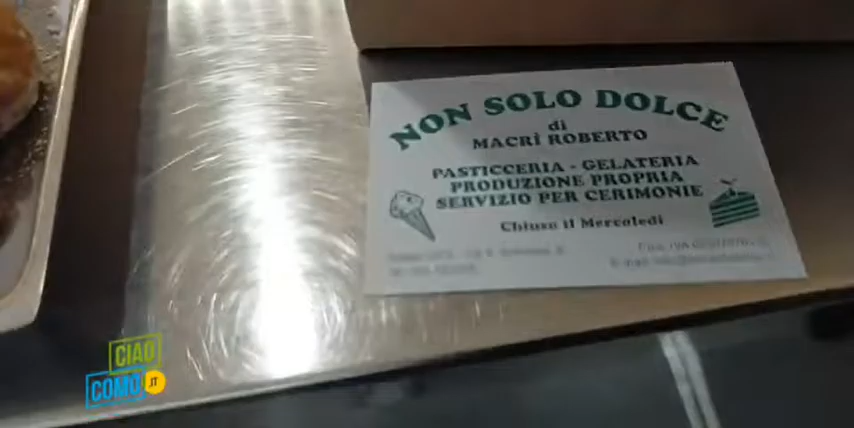 NON SOLO DOLCE
di
MACRÌ ROBERTO
PASTICCERIA - GELATERIA
PRODUZIONE PROPRIA
SERVIZIO PER CERIMONIE
Chiuso il Mercoledì
CIAO
COMO .IT